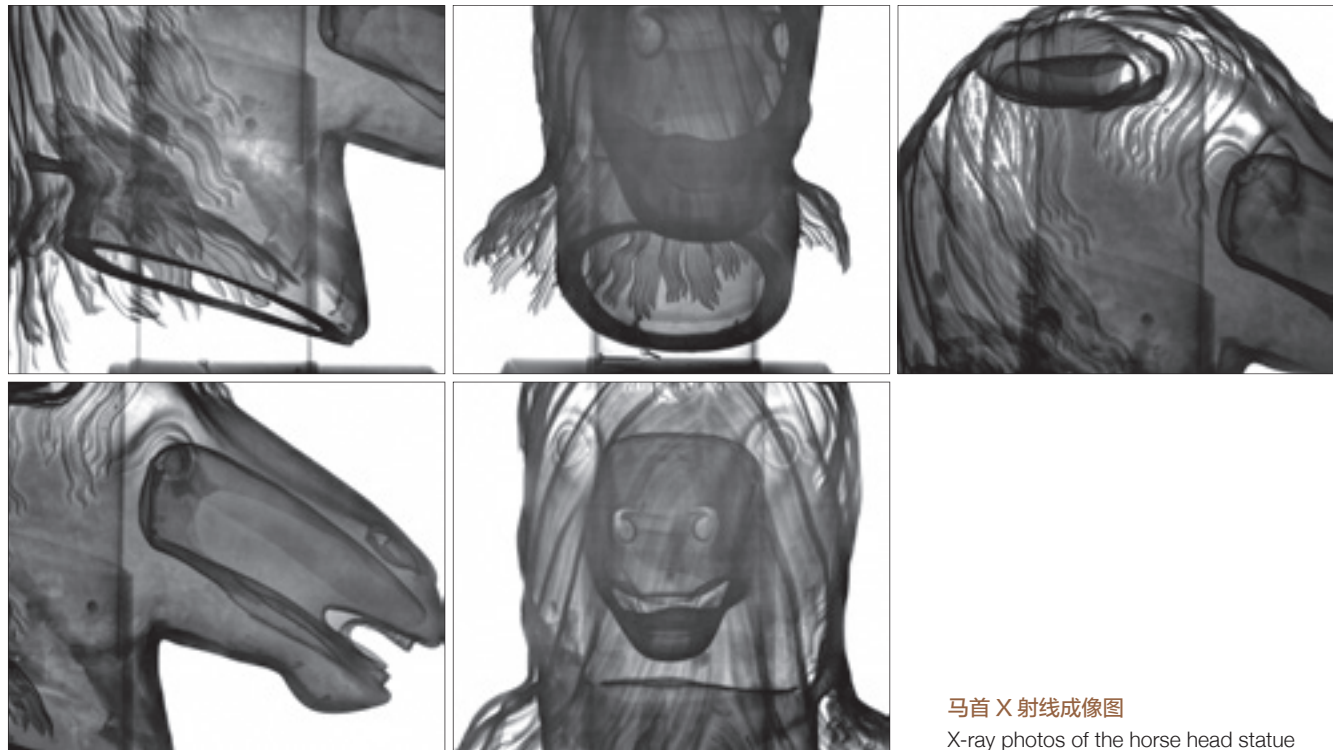 马首 X 射线成像图
X-ray photos of the horse head statue